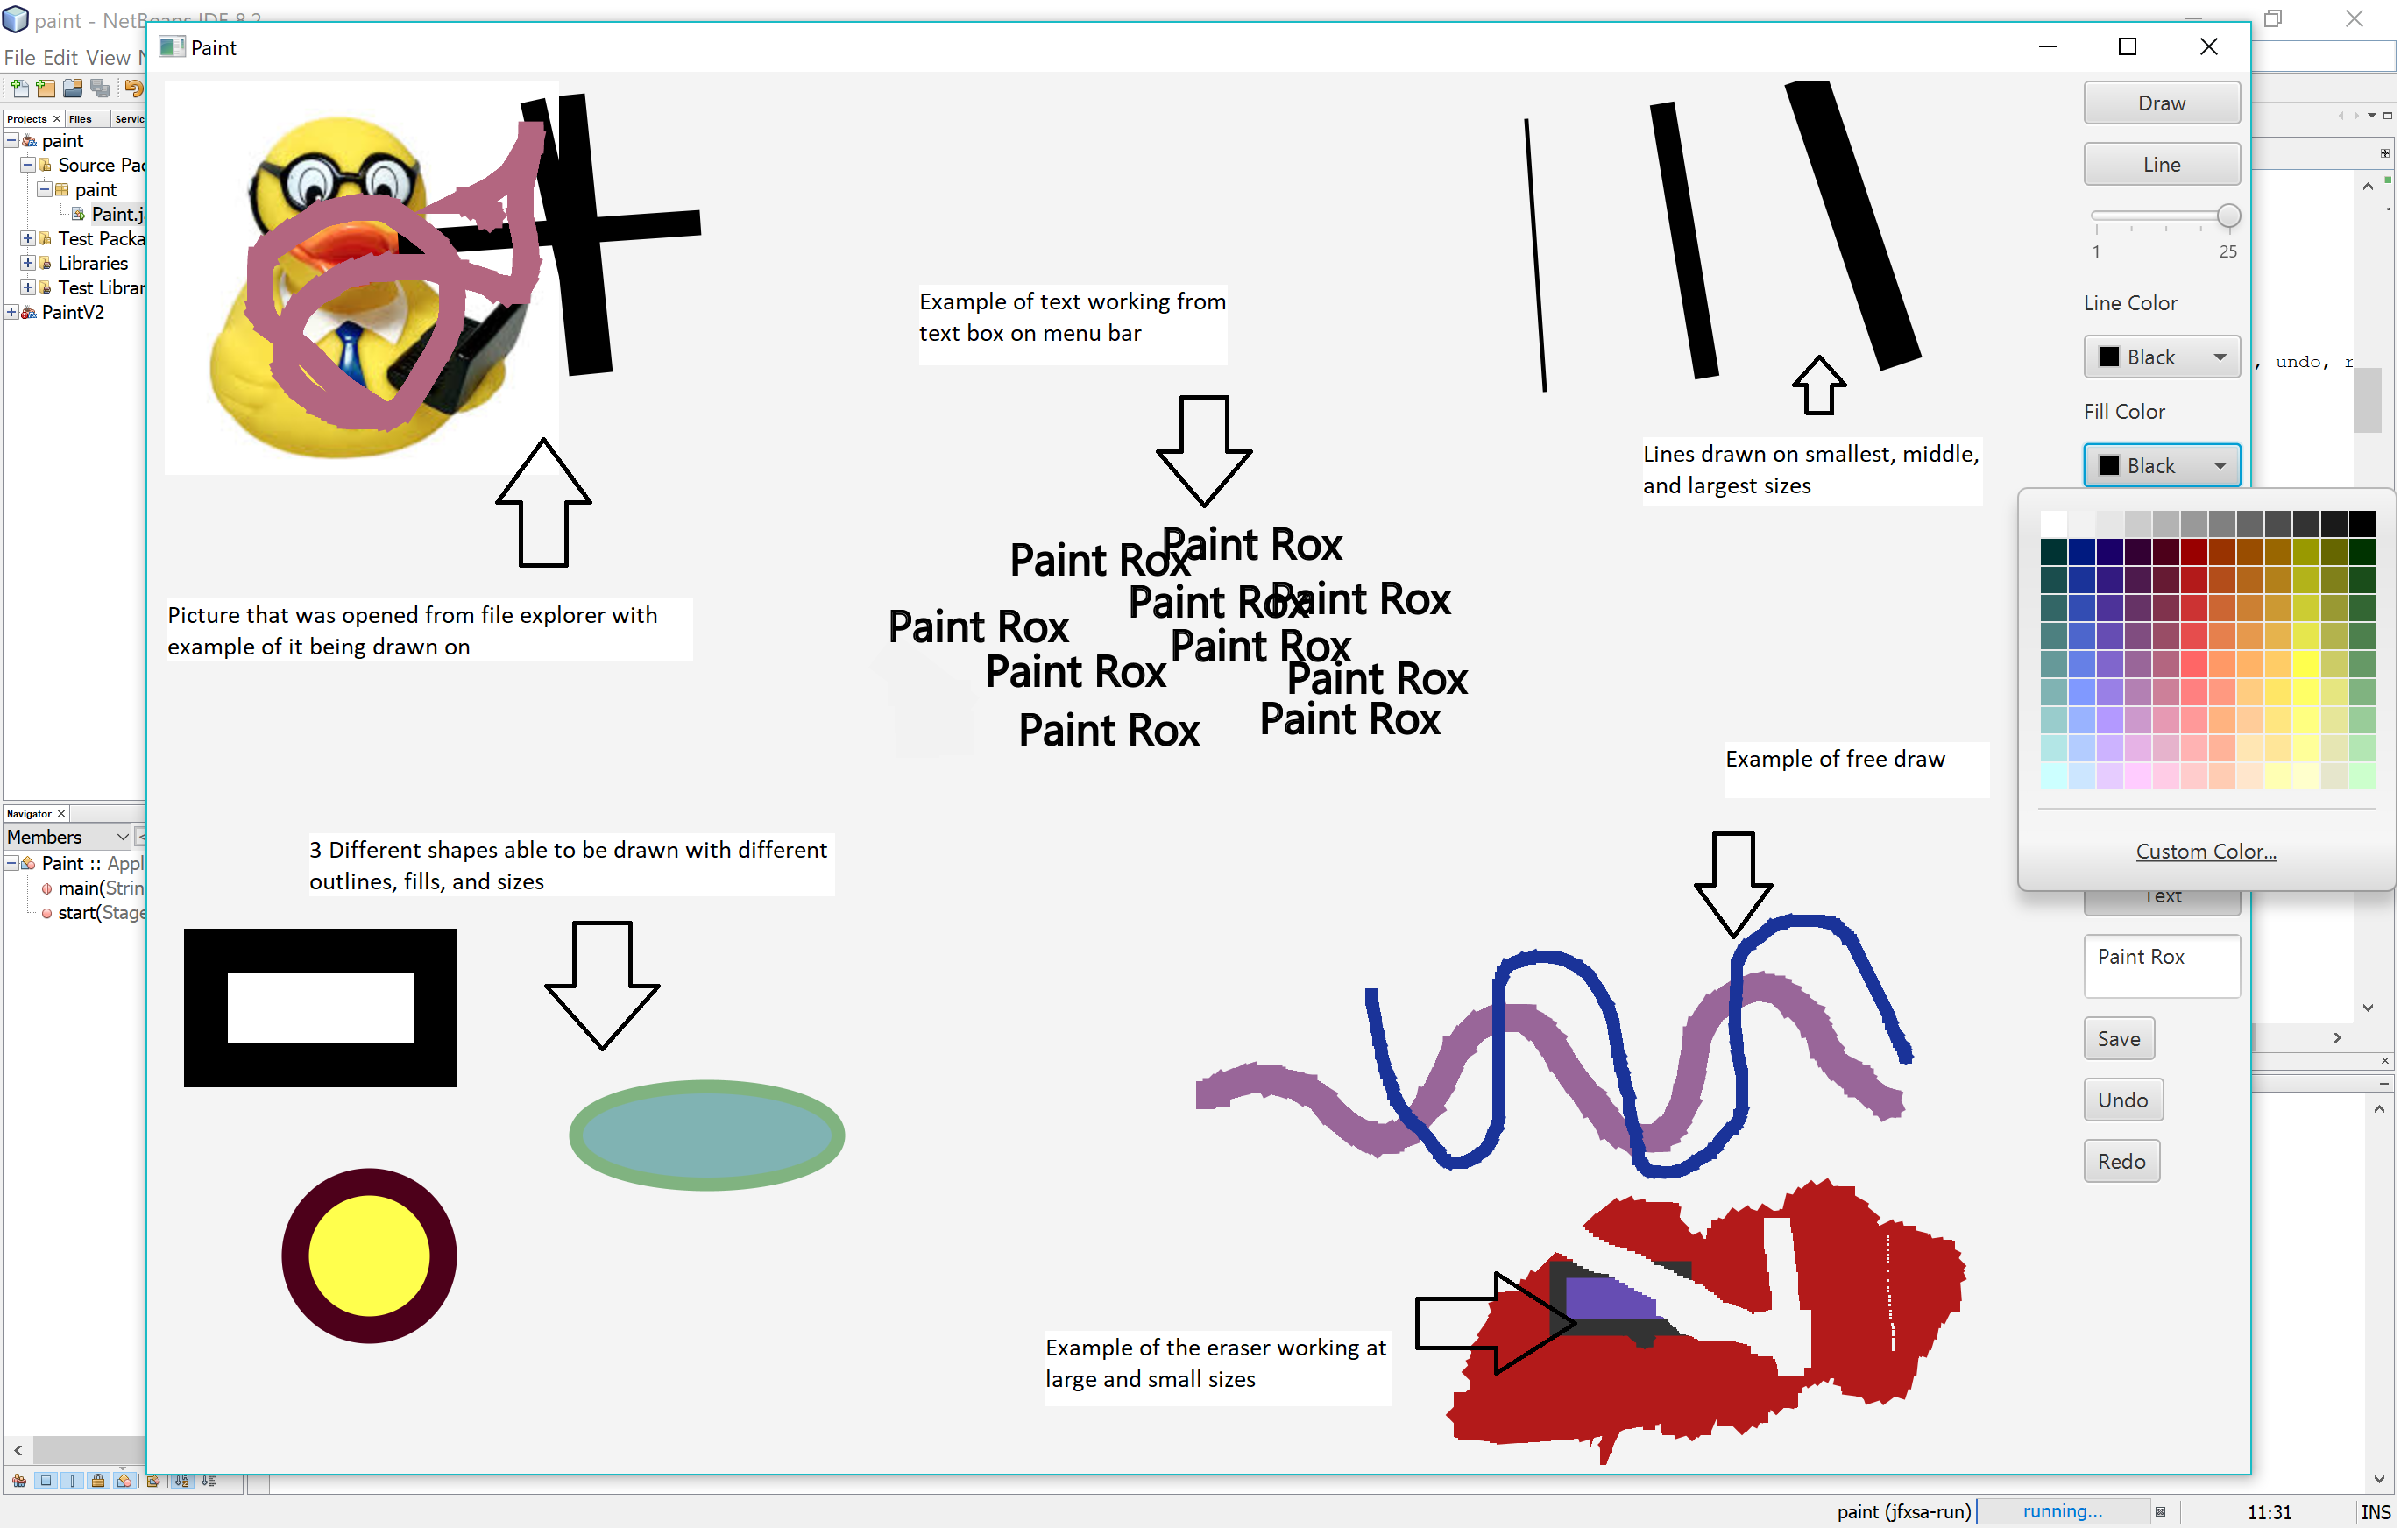 paint - NetBeans IDE 8.2
File Edit View
Paint
Projects
Files
paint
Source Pac
paint
Paint.j
Test Packa
Libraries
Test Librar
PaintV2
Navigator
Members
Paint :: Appl
main(Strin
start(Stage
Example of text working from
text box on menu bar
Lines drawn on smallest, middle,
and largest sizes
Picture that was opened from file explorer with
example of it being drawn on
Paint Rox
Paint Rox
Paint Rox
Paint Rox
Paint Rox
Paint Rox
Paint Rox
Paint Rox
Paint Rox
Paint Rox
Example of free draw
3 Different shapes able to be drawn with different
outlines, fills, and sizes
Example of the eraser working at
large and small sizes
Draw
Line
1 25
Line Color
Black
Fill Color
Black
, undo, r
Custom Color...
Text
Paint Rox
Save
Undo
Redo
paint (jfxsa-run) running... 11:31 INS